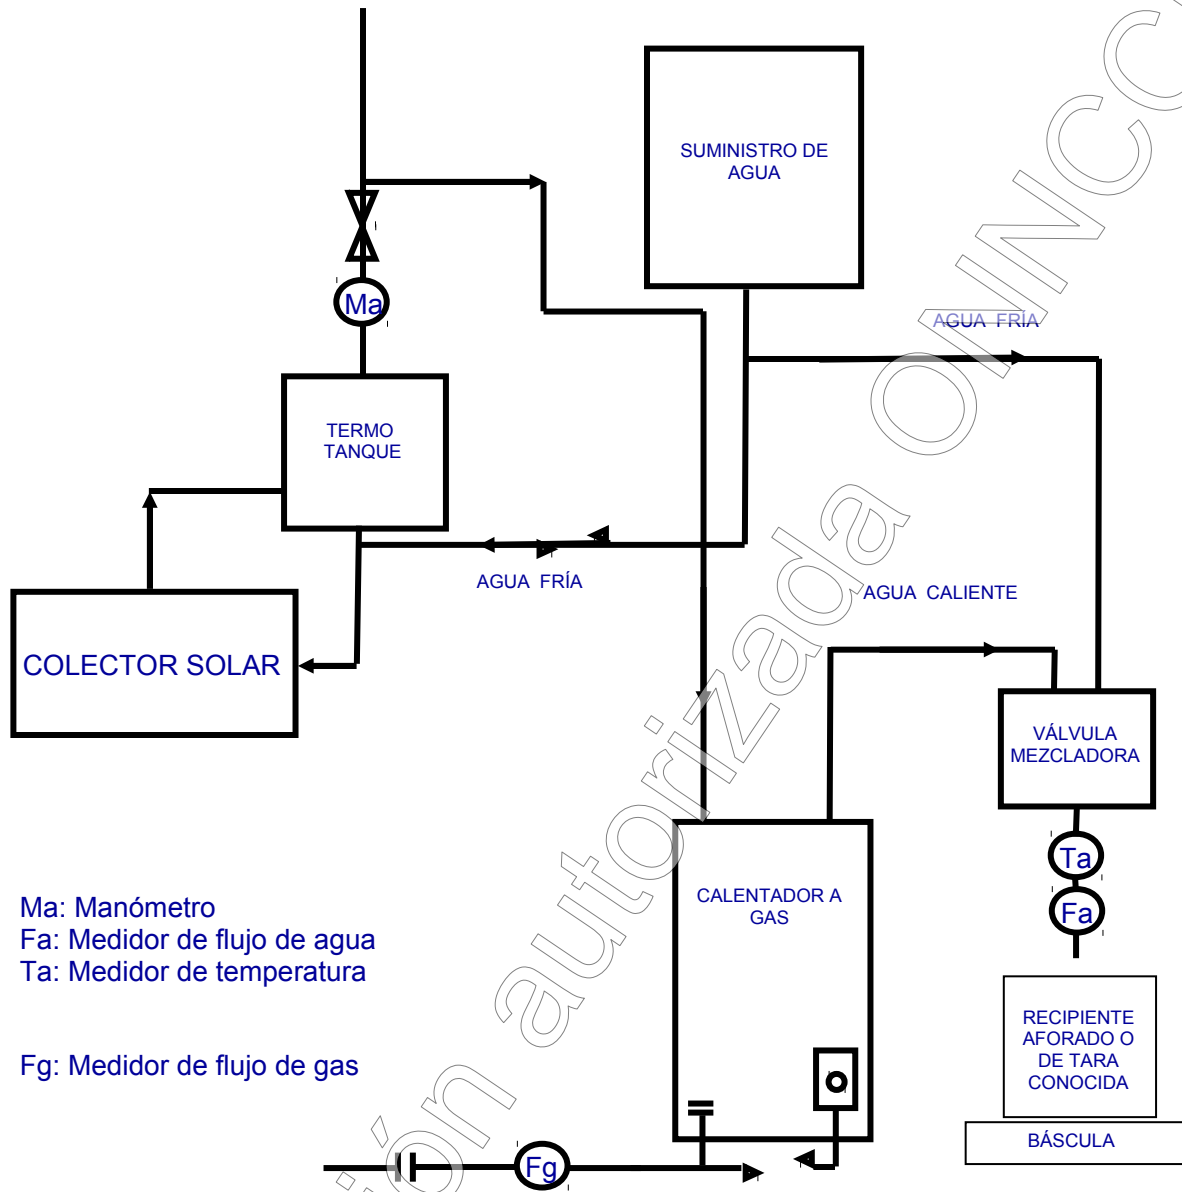 SUMINISTRO DE
AGUA
Ma
AGUA FRÍA
TERMO
TANQUE
AGUA FRÍA
AGUA CALIENTE
COLECTOR SOLAR
VÁLVULA
MEZCLADORA
Ta
Fa
CALENTADOR A
GAS
Ma: Manómetro
Fa: Medidor de flujo de agua
Ta: Medidor de temperatura
Fg: Medidor de flujo de gas
RECIPIENTE
AFORADO O
DE TARA
CONOCIDA
BÁSCULA
Fg
ión autorizada ONNCC